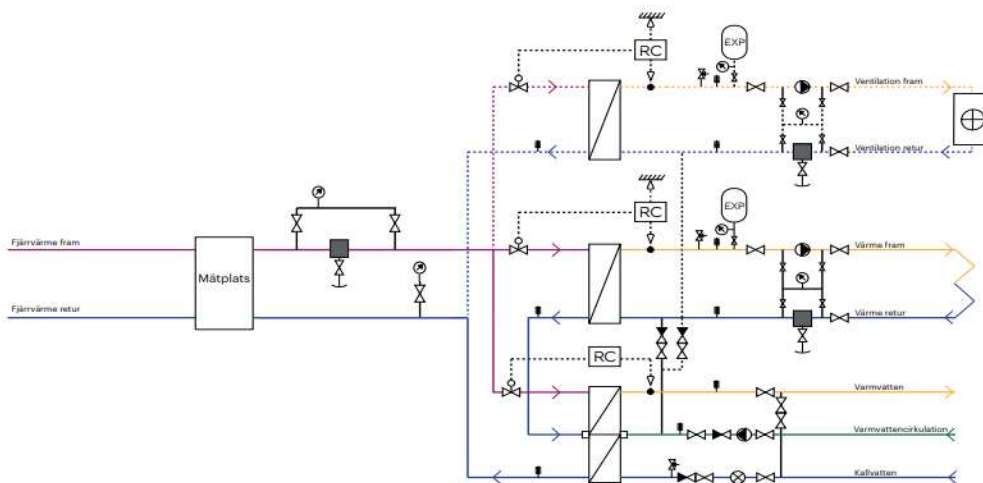 EXP
RC
Ventilation fram
Ventilation retur
EXP
RC
Fjärrvärme fram
Värme fram
Mätplats
Fjärrvärme retur
Värme retur
RC
Varmvatten
Varmvattencirkulation
Kallvatten